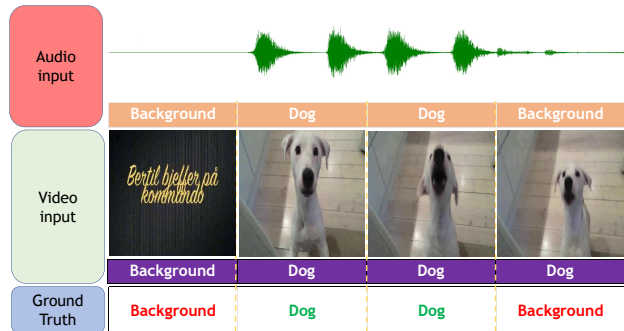 Audio
input
Background Dog Dog Background
Bertil bjeffer på
kommando
Video
input
Background Dog Dog Dog
Ground
Truth
Background Dog Dog Background